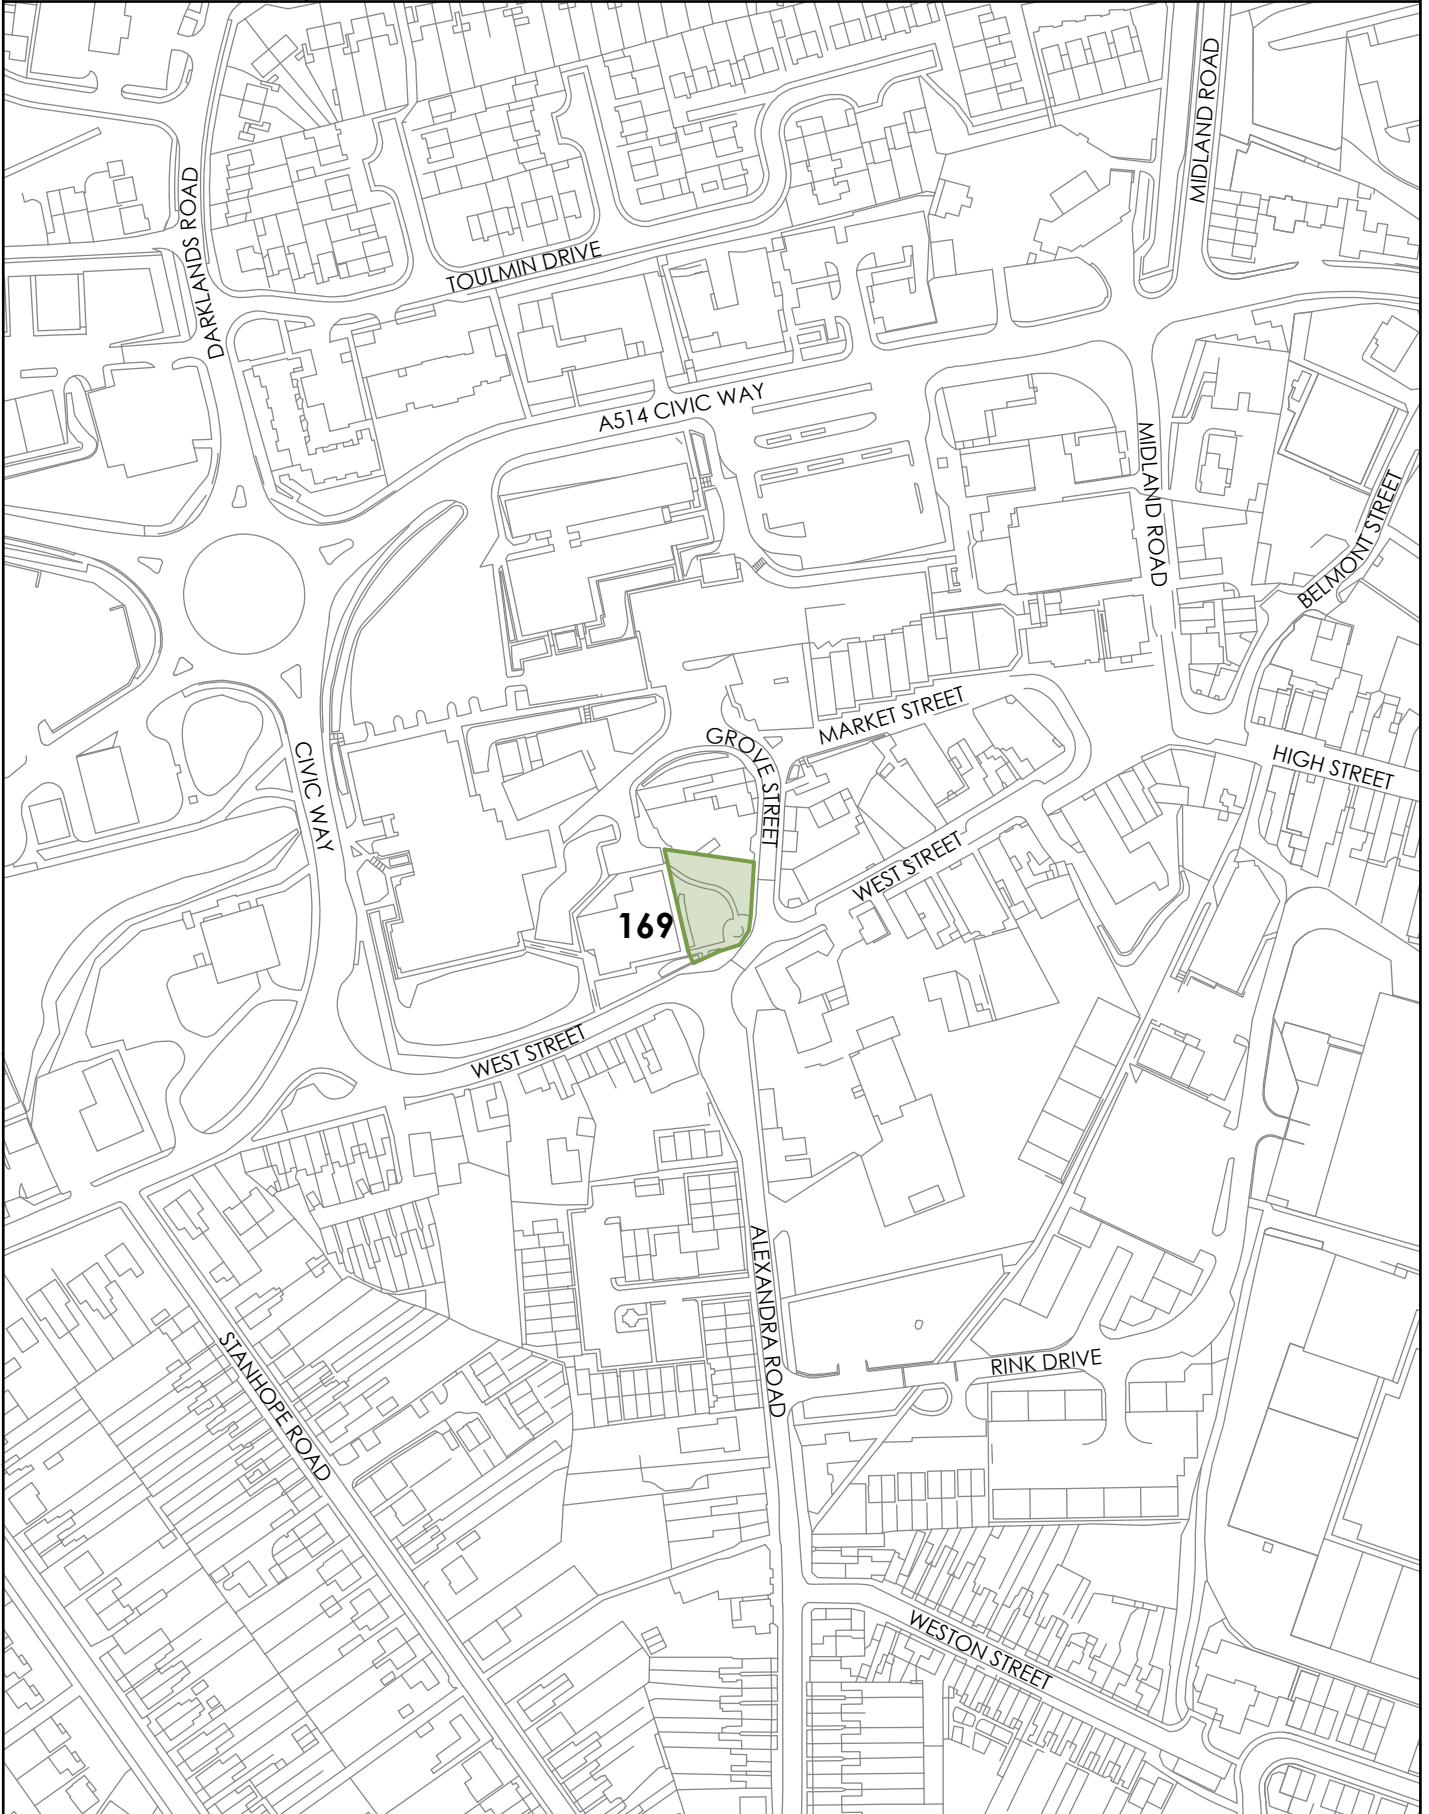 MIDLAND ROAD
DARKLANDS ROAD
TOULMIN DRIVE
A514 CIVIC WAY
MIDLAND ROAD
BELMONT STREET
MARKET STREET
GROVE STREET
HIGH STREET
CIVIC WAY
WEST STREET
169
WEST STREET
ALEXANDRA ROAD
STANHOPE ROAD
RINK DRIVE
WESTON STREET